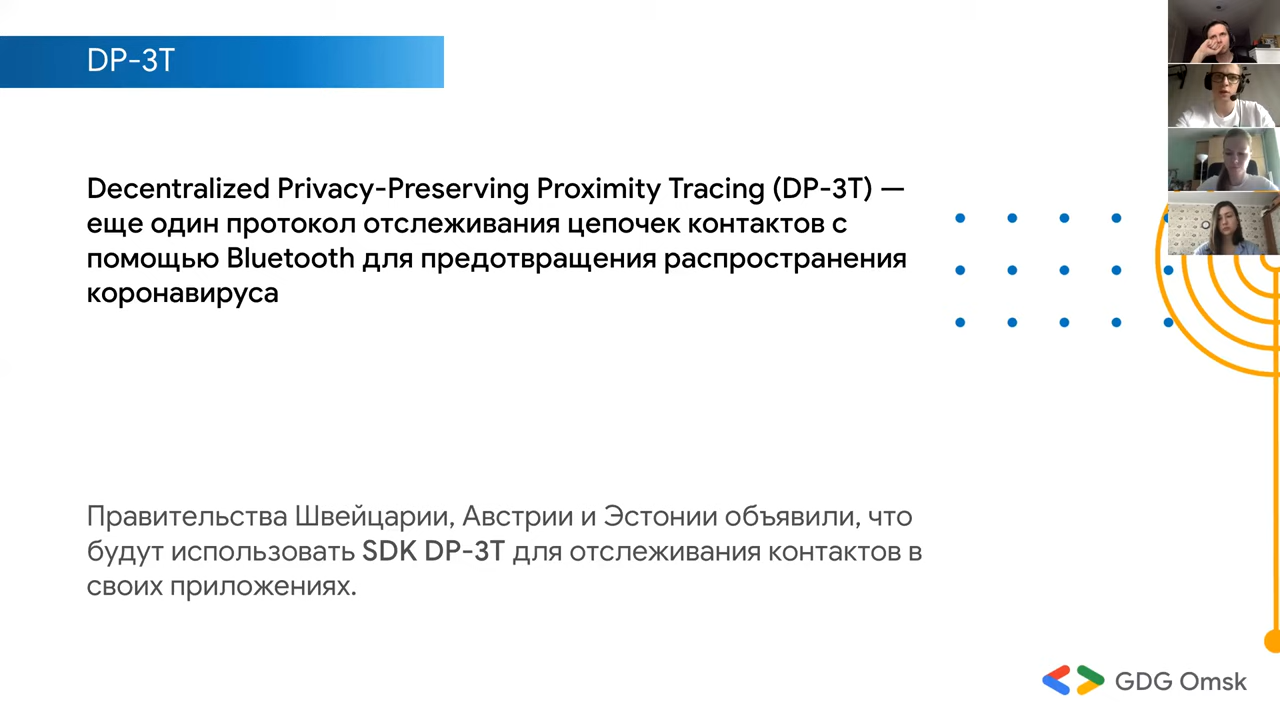 DP-3T
Decentralized Privacy-Preserving Proximity Tracing (DP-3T) —
еще один протокол отслеживания цепочек контактов с
помощью Bluetooth для предотвращения распространения
коронавируса
Правительства Швейцарии, Австрии и Эстонии объявили, что
будут использовать SDK DP-3T для отслеживания контактов в
своих приложениях.
GDG Omsk